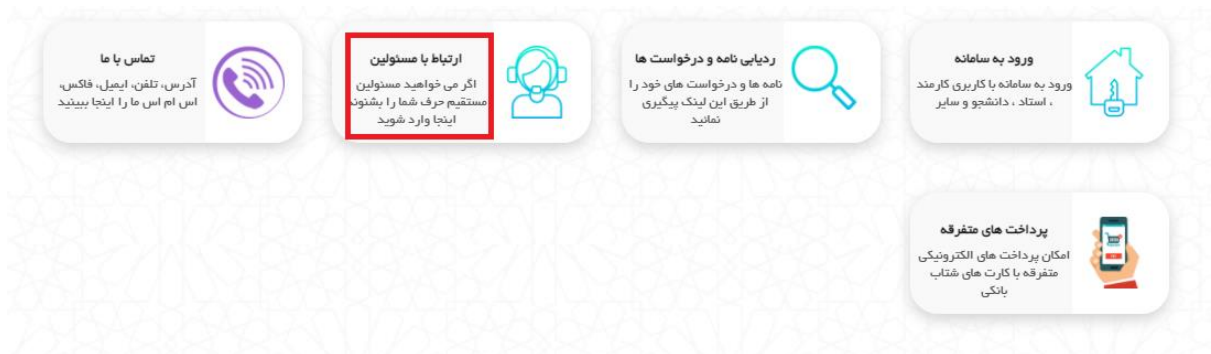 ورود به سامانه
ورود به سامانه با کاربری کارمند
، استاد ، دانشجو و سایر
ردیابی نامه و درخواست ها
نامه ها و درخواست های خود را
از طریق این لینک پیگیری
نمائید
ارتباط با مسئولین
اگر می خواهید مسئولین
مستقیم حرف شما را بشنوند
اینجا وارد شوید
تماس با ما
آدرس، تلفن، ایمیل، فاکس،
اس ام اس ما را اینجا ببینید
پرداخت های متفرقه
امکان پرداخت های الکترونیکی
متفرقه با کارت های شتاب
بانکی